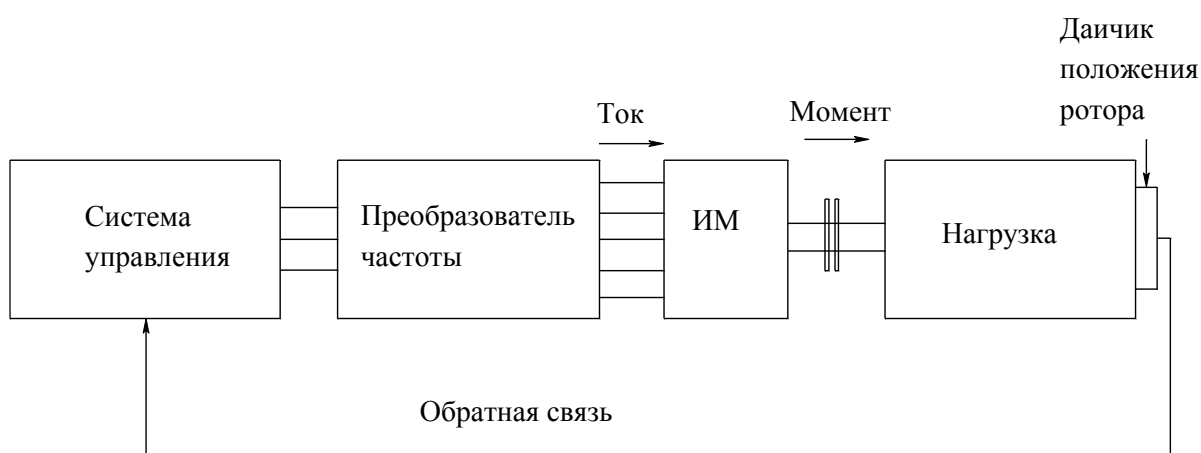 Даичик
положения
ротора
Ток
Момент
Система
управления
Преобразователь
частоты
ИМ
Нагрузка
Обратная связь